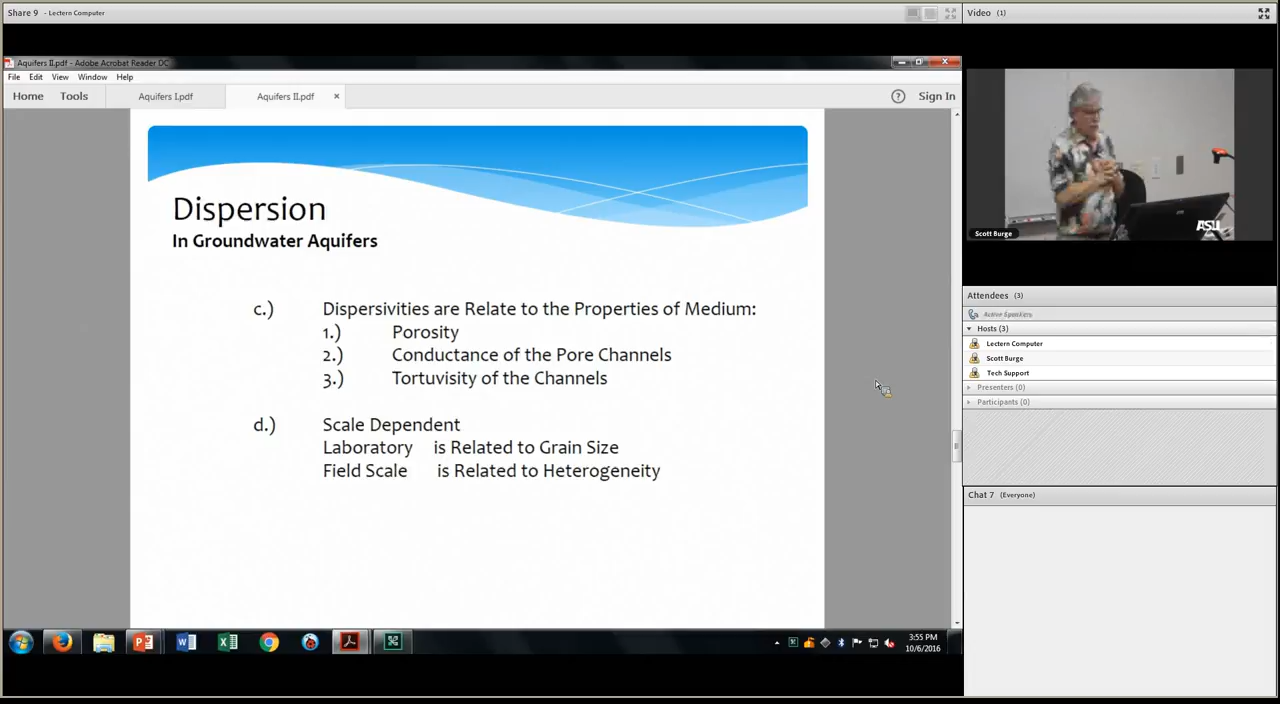 Share 9 - Lectern Computer
Video (1)
Aquifers II.pdf - Adobe Acrobat Reader DC
File Edit View Window Help
Home Tools Aquifers I.pdf Aquifers II.pdf × ? Sign In
Dispersion
In Groundwater Aquifers
c.) Dispersivities are Relate to the Properties of Medium:
1.) Porosity
2.) Conductance of the Pore Channels
3.) Tortuvisity of the Channels
d.) Scale Dependent
Laboratory is Related to Grain Size
Field Scale is Related to Heterogeneity
3:55 PM
10/6/2016
ASU
Scott Burge
Attendees (3)
Active Speakers
Hosts (3)
Lectern Computer
Scott Burge
Tech Support
Presenters (0)
Participants (0)
Chat 7 (Everyone)